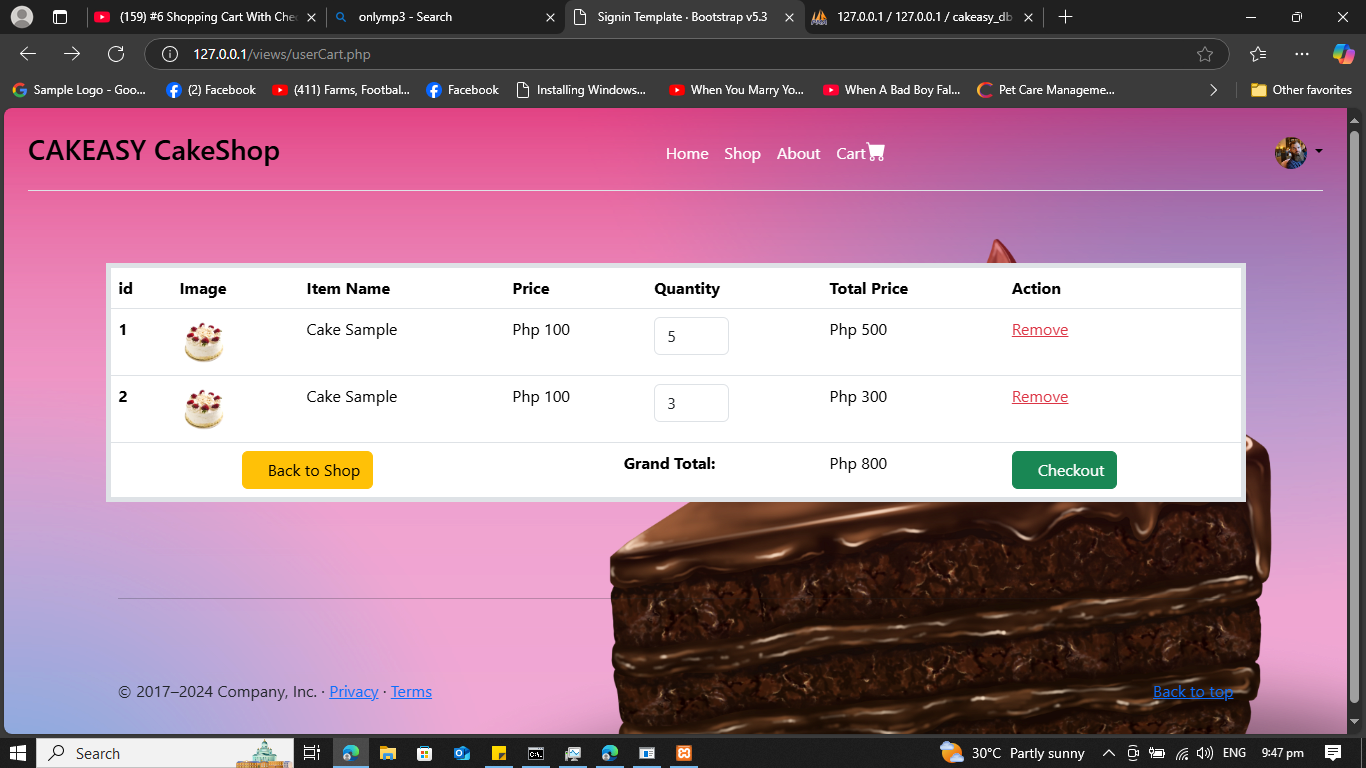 (159) #6 Shopping Cart With Chec
onlymp3 - Search
Signin Template · Bootstrap v5.3
127.0.0.1 / 127.0.0.1 / cakeasy_db
127.0.0.1/views/userCart.php
Sample Logo - Goo...
(2) Facebook
(411) Farms, Footbal...
Facebook
Installing Windows...
When You Marry Yo...
When A Bad Boy Fal...
Pet Care Manageme...
Other favorites
CAKEASY CakeShop
Home Shop About Cart
id Image Item Name Price Quantity Total Price Action
1 Cake Sample Php 100 5 Php 500 Remove
2 Cake Sample Php 100 3 Php 300 Remove
Back to Shop Grand Total: Php 800 Checkout
© 2017–2024 Company, Inc. · Privacy · Terms
Back to top
Search
30°C Partly sunny
ENG
9:47 pm